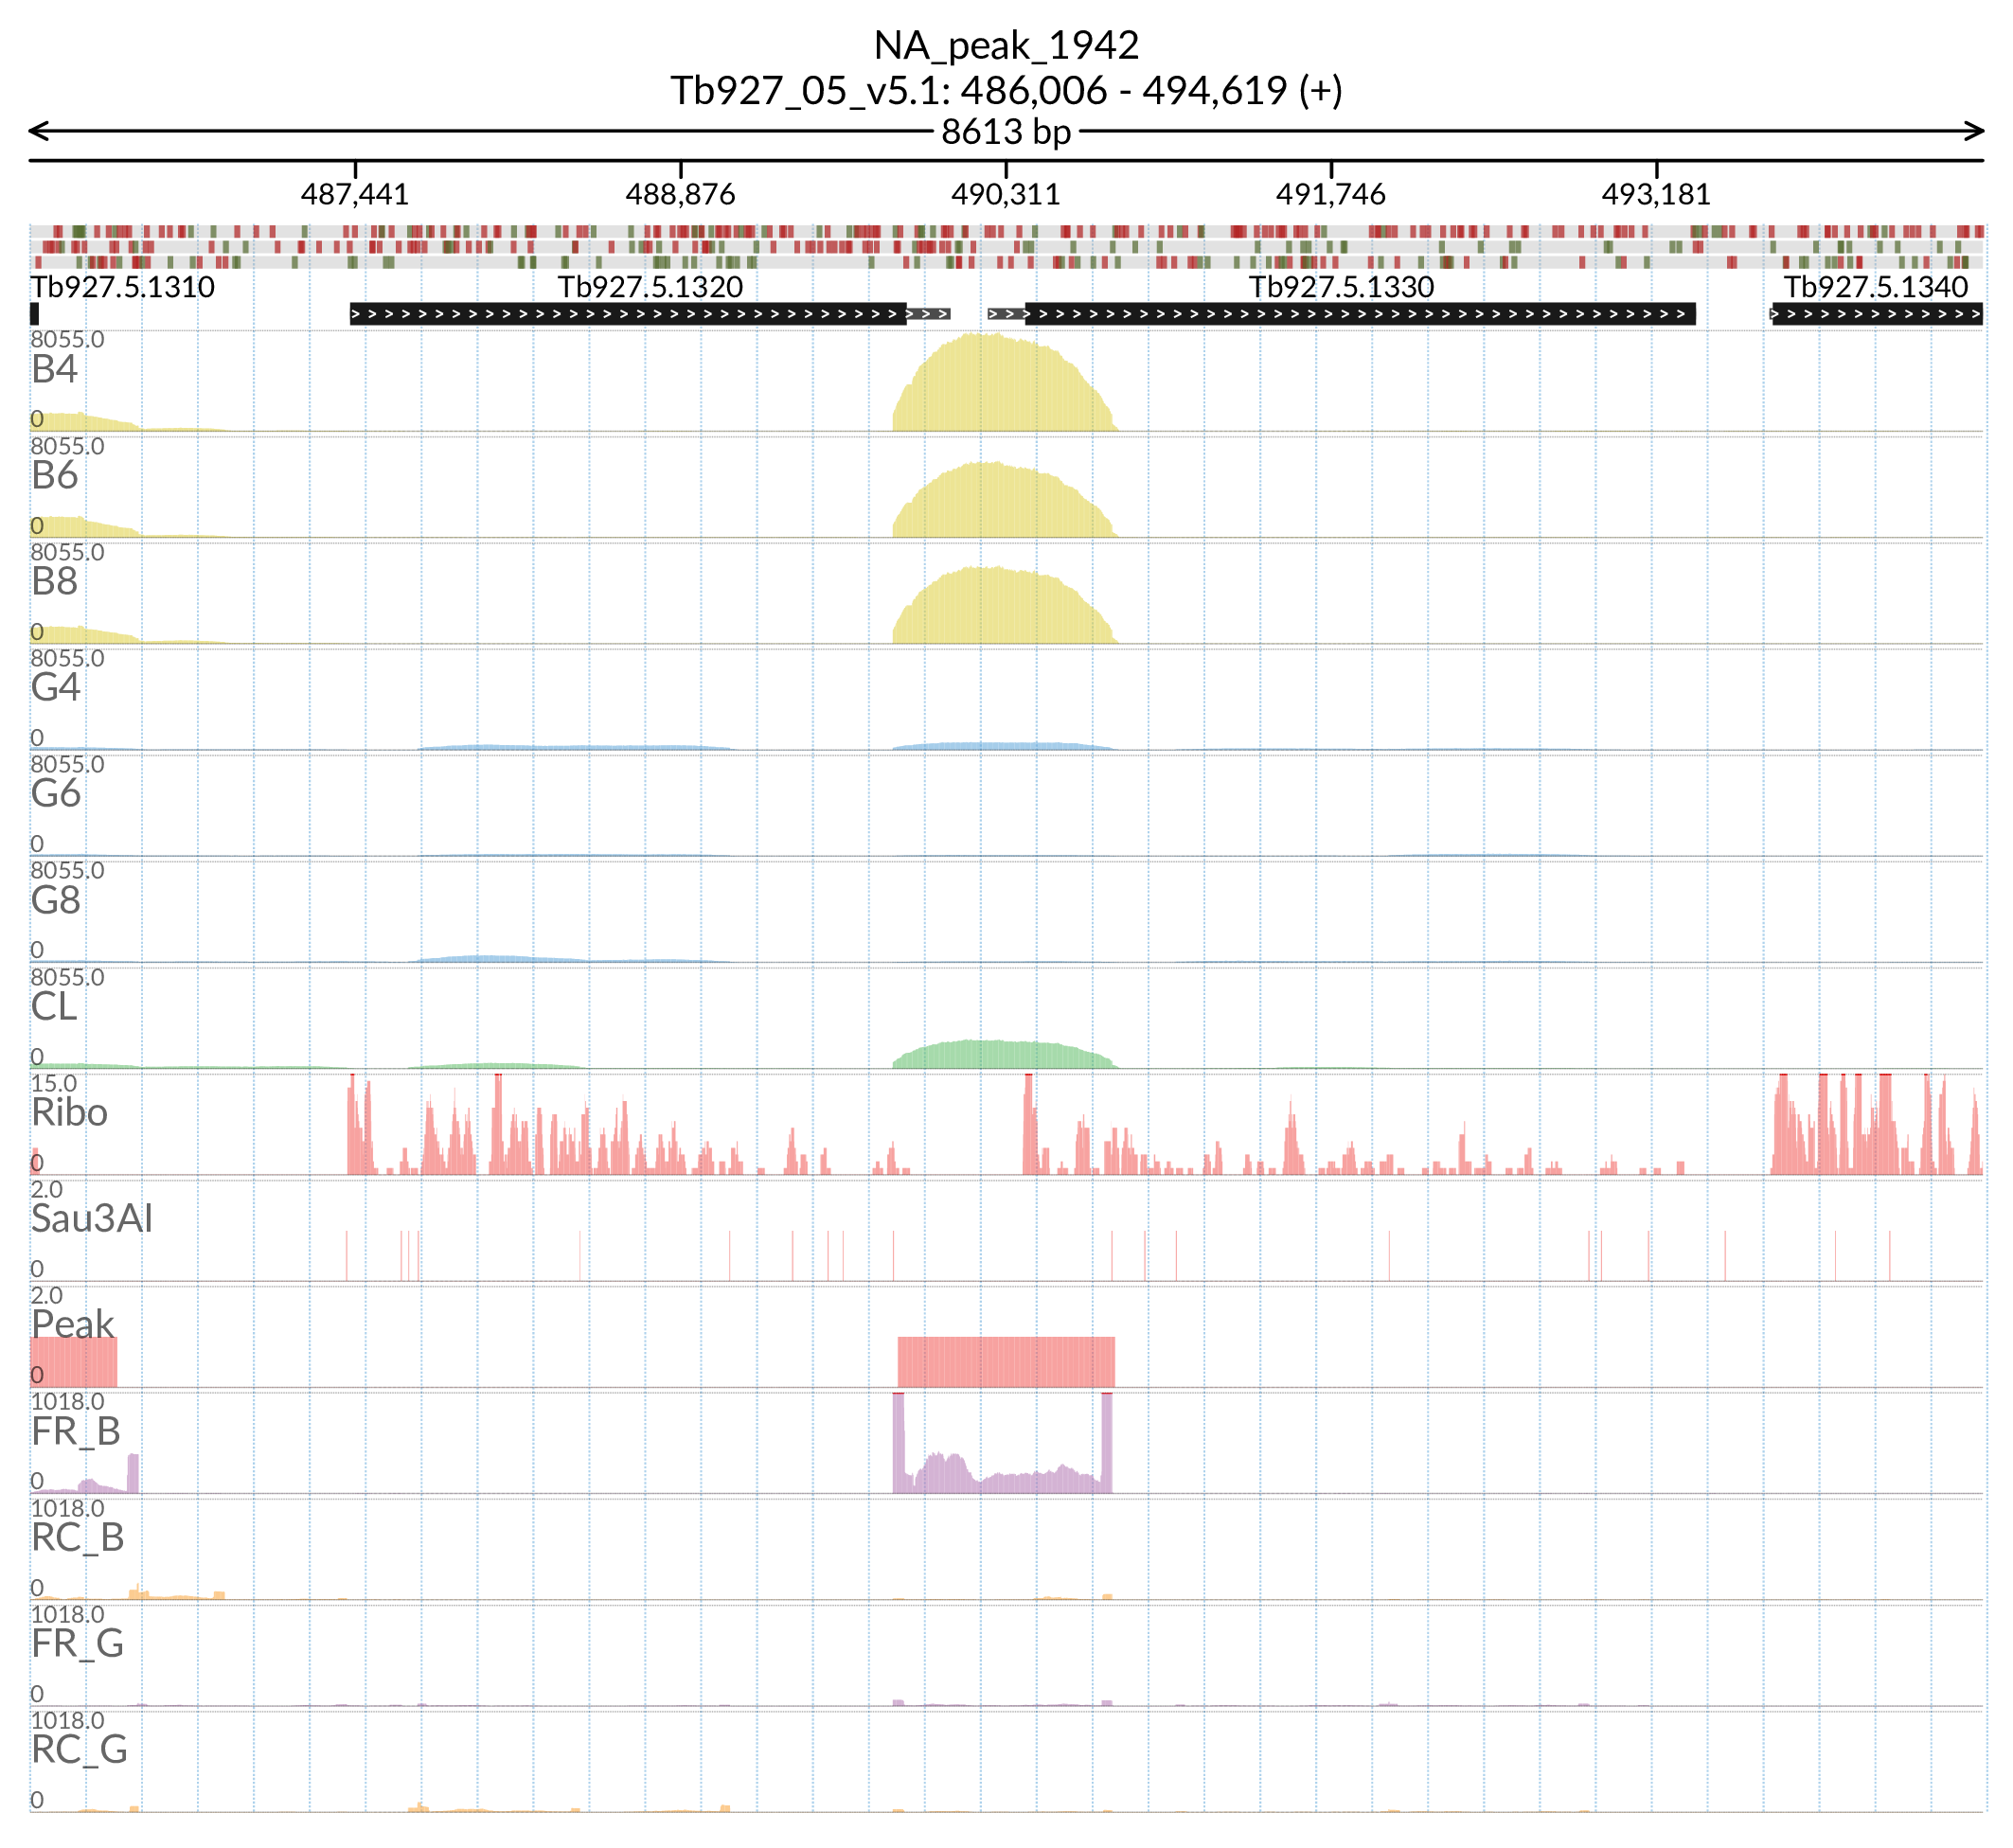 NA_peak_1942
Tb927_05_v5.1: 486,006 - 494,619 (+)
8613 bp
487,441 488,876 490,311 491,746 493,181
Tb927.5.1310 Tb927.5.1320 Tb927.5.1330 Tb927.5.1340
8055.0
B4
0
8055.0
B6
0
8055.0
B8
0
8055.0
G4
0
8055.0
G6
0
8055.0
G8
0
8055.0
CL
0
15.0
Ribo
0
2.0
Sau3AI
0
2.0
Peak
0
1018.0
FR_B
0
1018.0
RC_B
0
1018.0
FR_G
0
1018.0
RC_G
0